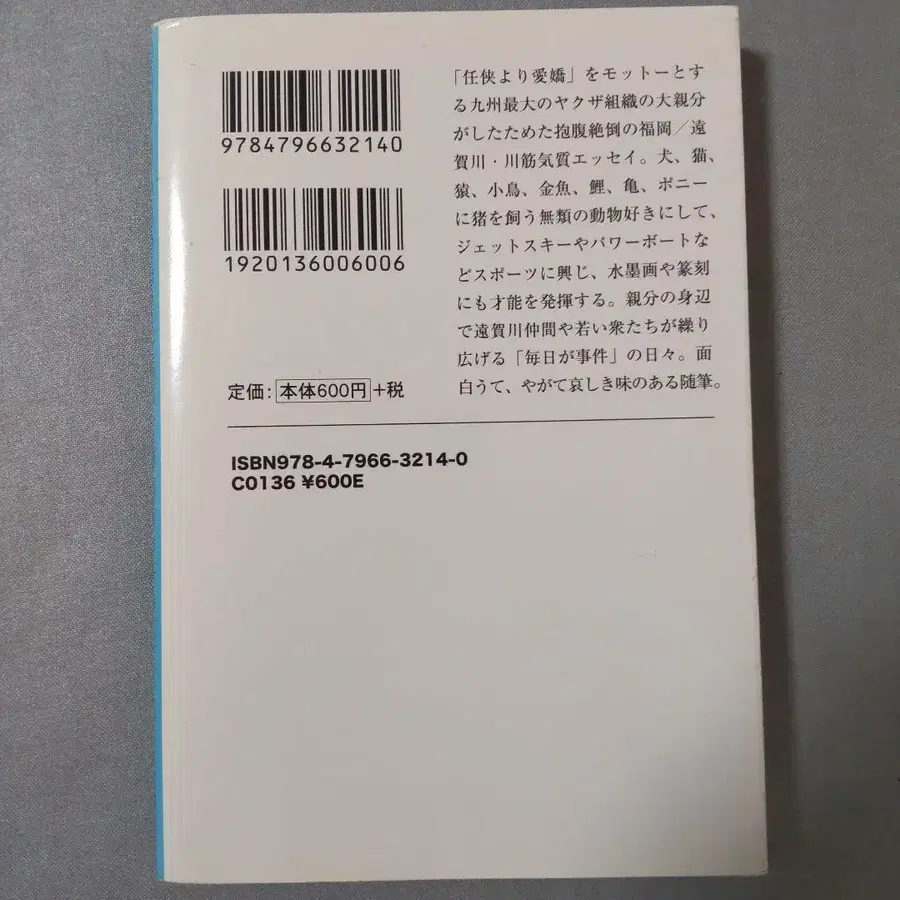 9784796632140
1920136006006
定価：本体600円+税
「任侠より愛嬌」をモットーとす
る九州最大のヤクザ組織の大親分
がしたためた抱腹絶倒の福岡／遠
賀川・川筋気質エッセイ。犬、猫、
猿、小鳥、金魚、鯉、亀、ポニー
に猪を飼う無類の動物好きにして、
ジェットスキーやパワーボートな
どスポーツに興じ、水墨画や篆刻
にも才能を発揮する。親分の身辺
で遠賀川仲間や若い衆たちが繰り
広げる「毎日が事件」の日々。面
白うて、やがて哀しき味のある随筆。
ISBN978-4-7966-3214-0
C0136 ¥600E